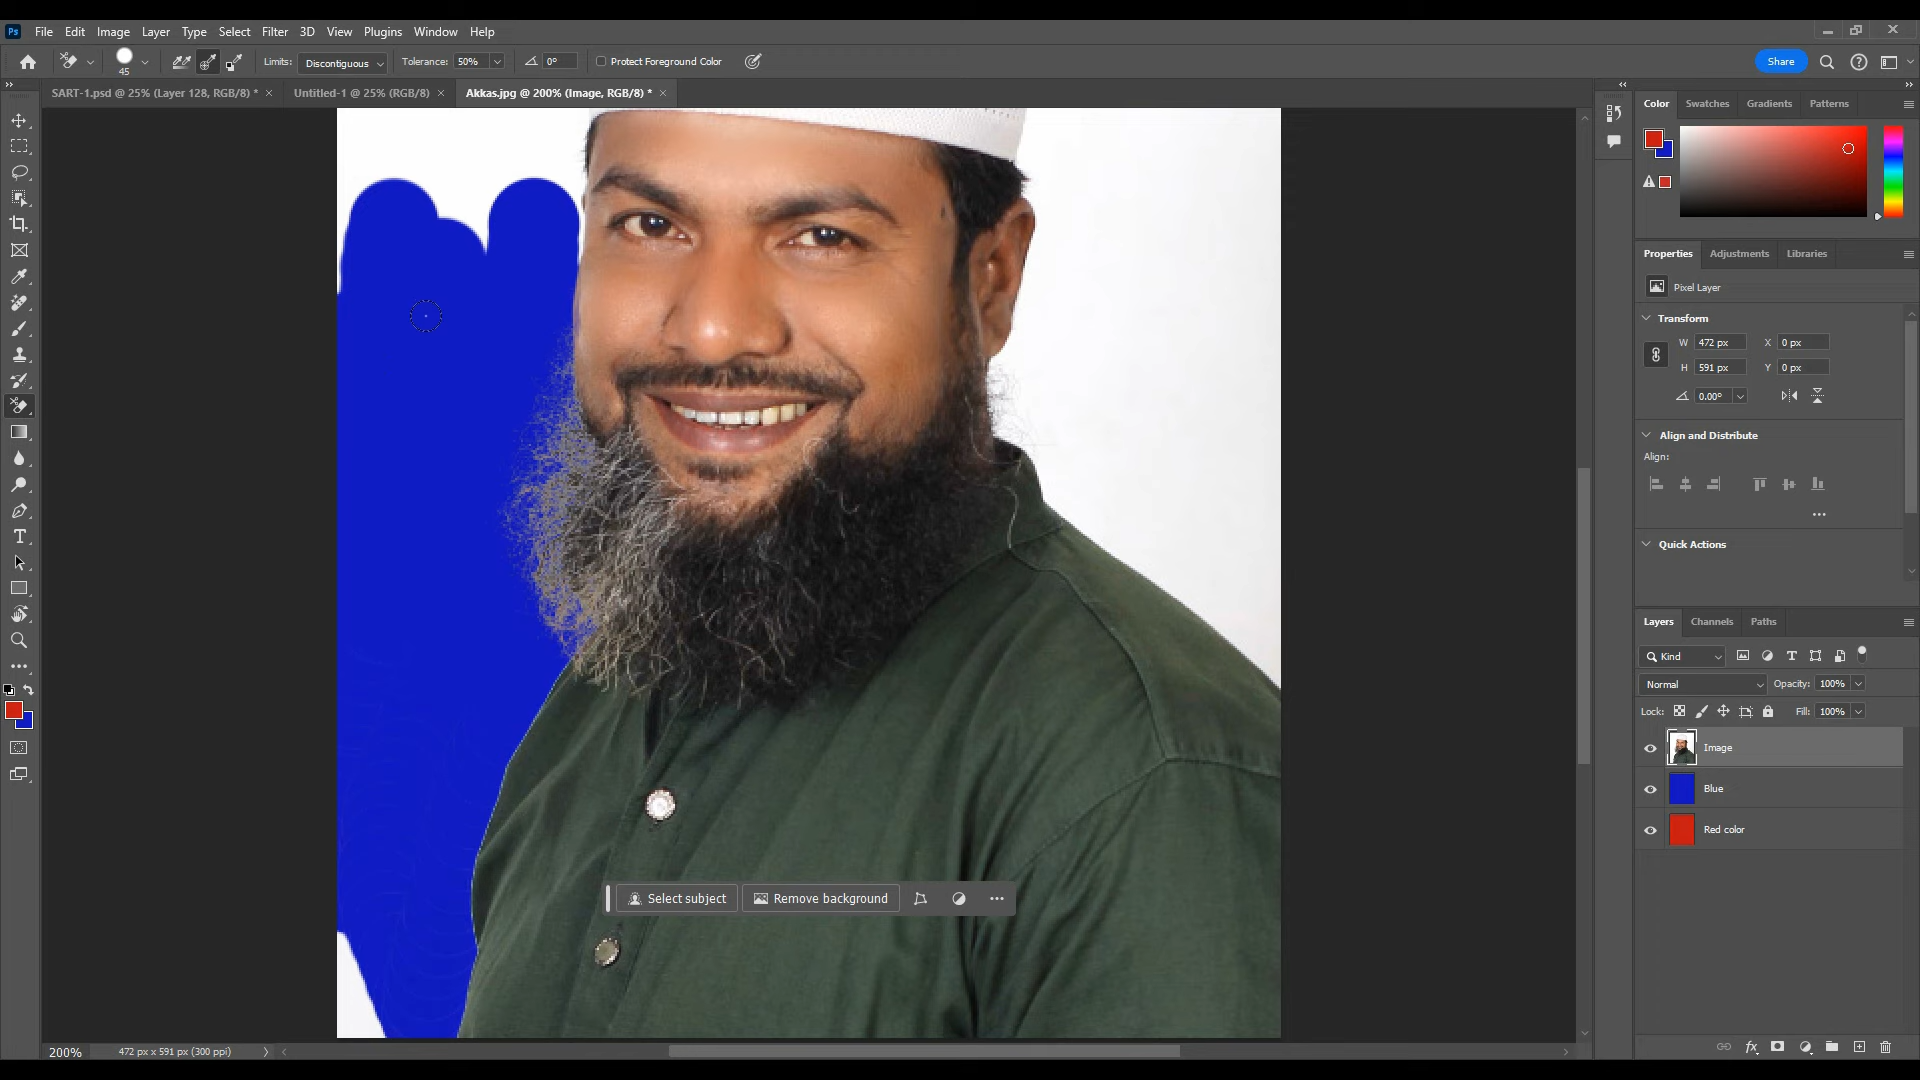 Ps File Edit Image Layer Type Select Filter 3D View Plugins Window Help
45 Limits: Discontiguous Tolerance: 50% 0° Protect Foreground Color Share
SART-1.psd @ 25% (Layer 128, RGB/8) * × Untitled-1 @ 25% (RGB/8) × Akkas.jpg @ 200% (Image, RGB/8) * ×
Color Swatches Gradients Patterns
Properties Adjustments Libraries
Pixel Layer
Transform
W 472 px X 0 px
H 591 px Y 0 px
0.00°
Align and Distribute
Align:
Quick Actions
Layers Channels Paths
Kind
Normal Opacity: 100%
Lock: Fill: 100%
Image
Blue
Red color
Select subject Remove background
200% 472 px x 591 px (300 ppi)